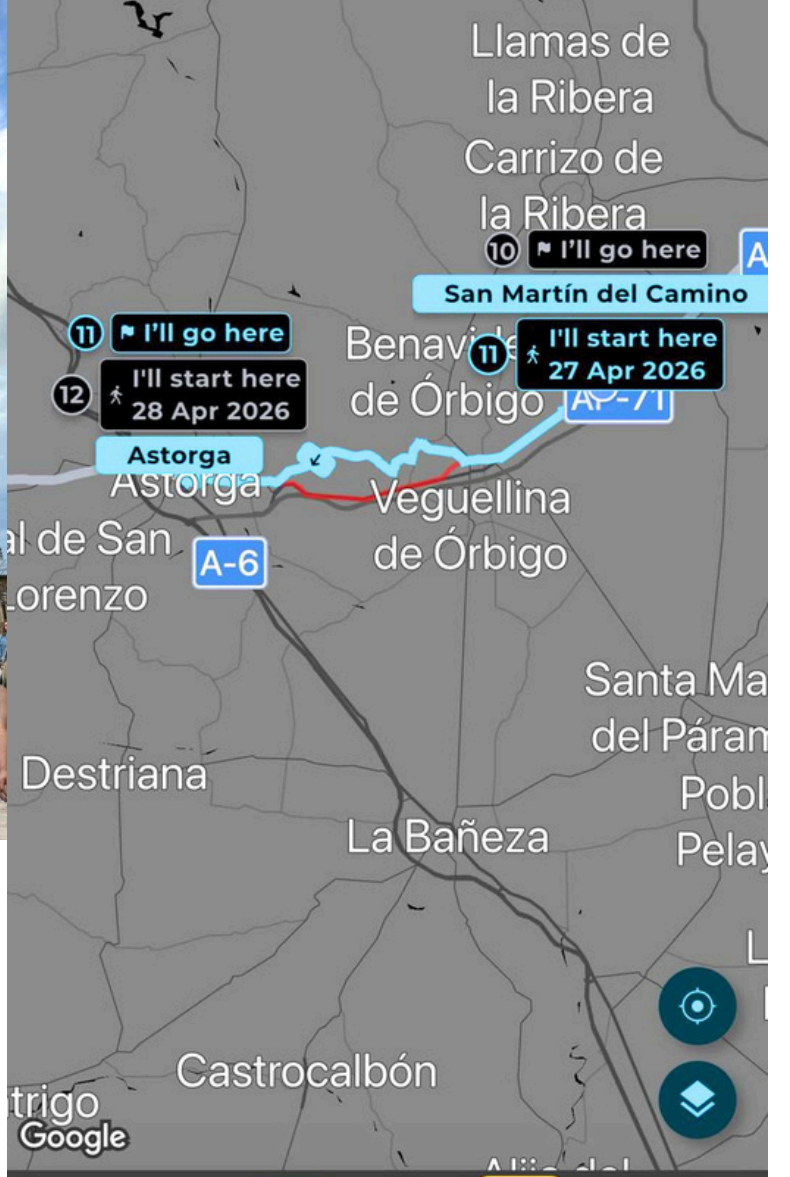 Llamas de
la Ribera
Carrizo de
la Ribera
10 I'll go here
A
San Martín del Camino
11 I'll go here
Benavi
11 I'll start here
27 Apr 2026
de Órbigo
AP-71
12 I'll start here
28 Apr 2026
Astorga
Astorga
Veguellina
de Órbigo
al de San
Lorenzo
A-6
Santa Ma
del Páram
Destriana
Pobl
La Bañeza
Pelay
L
Castrocalbón
trigo
Google